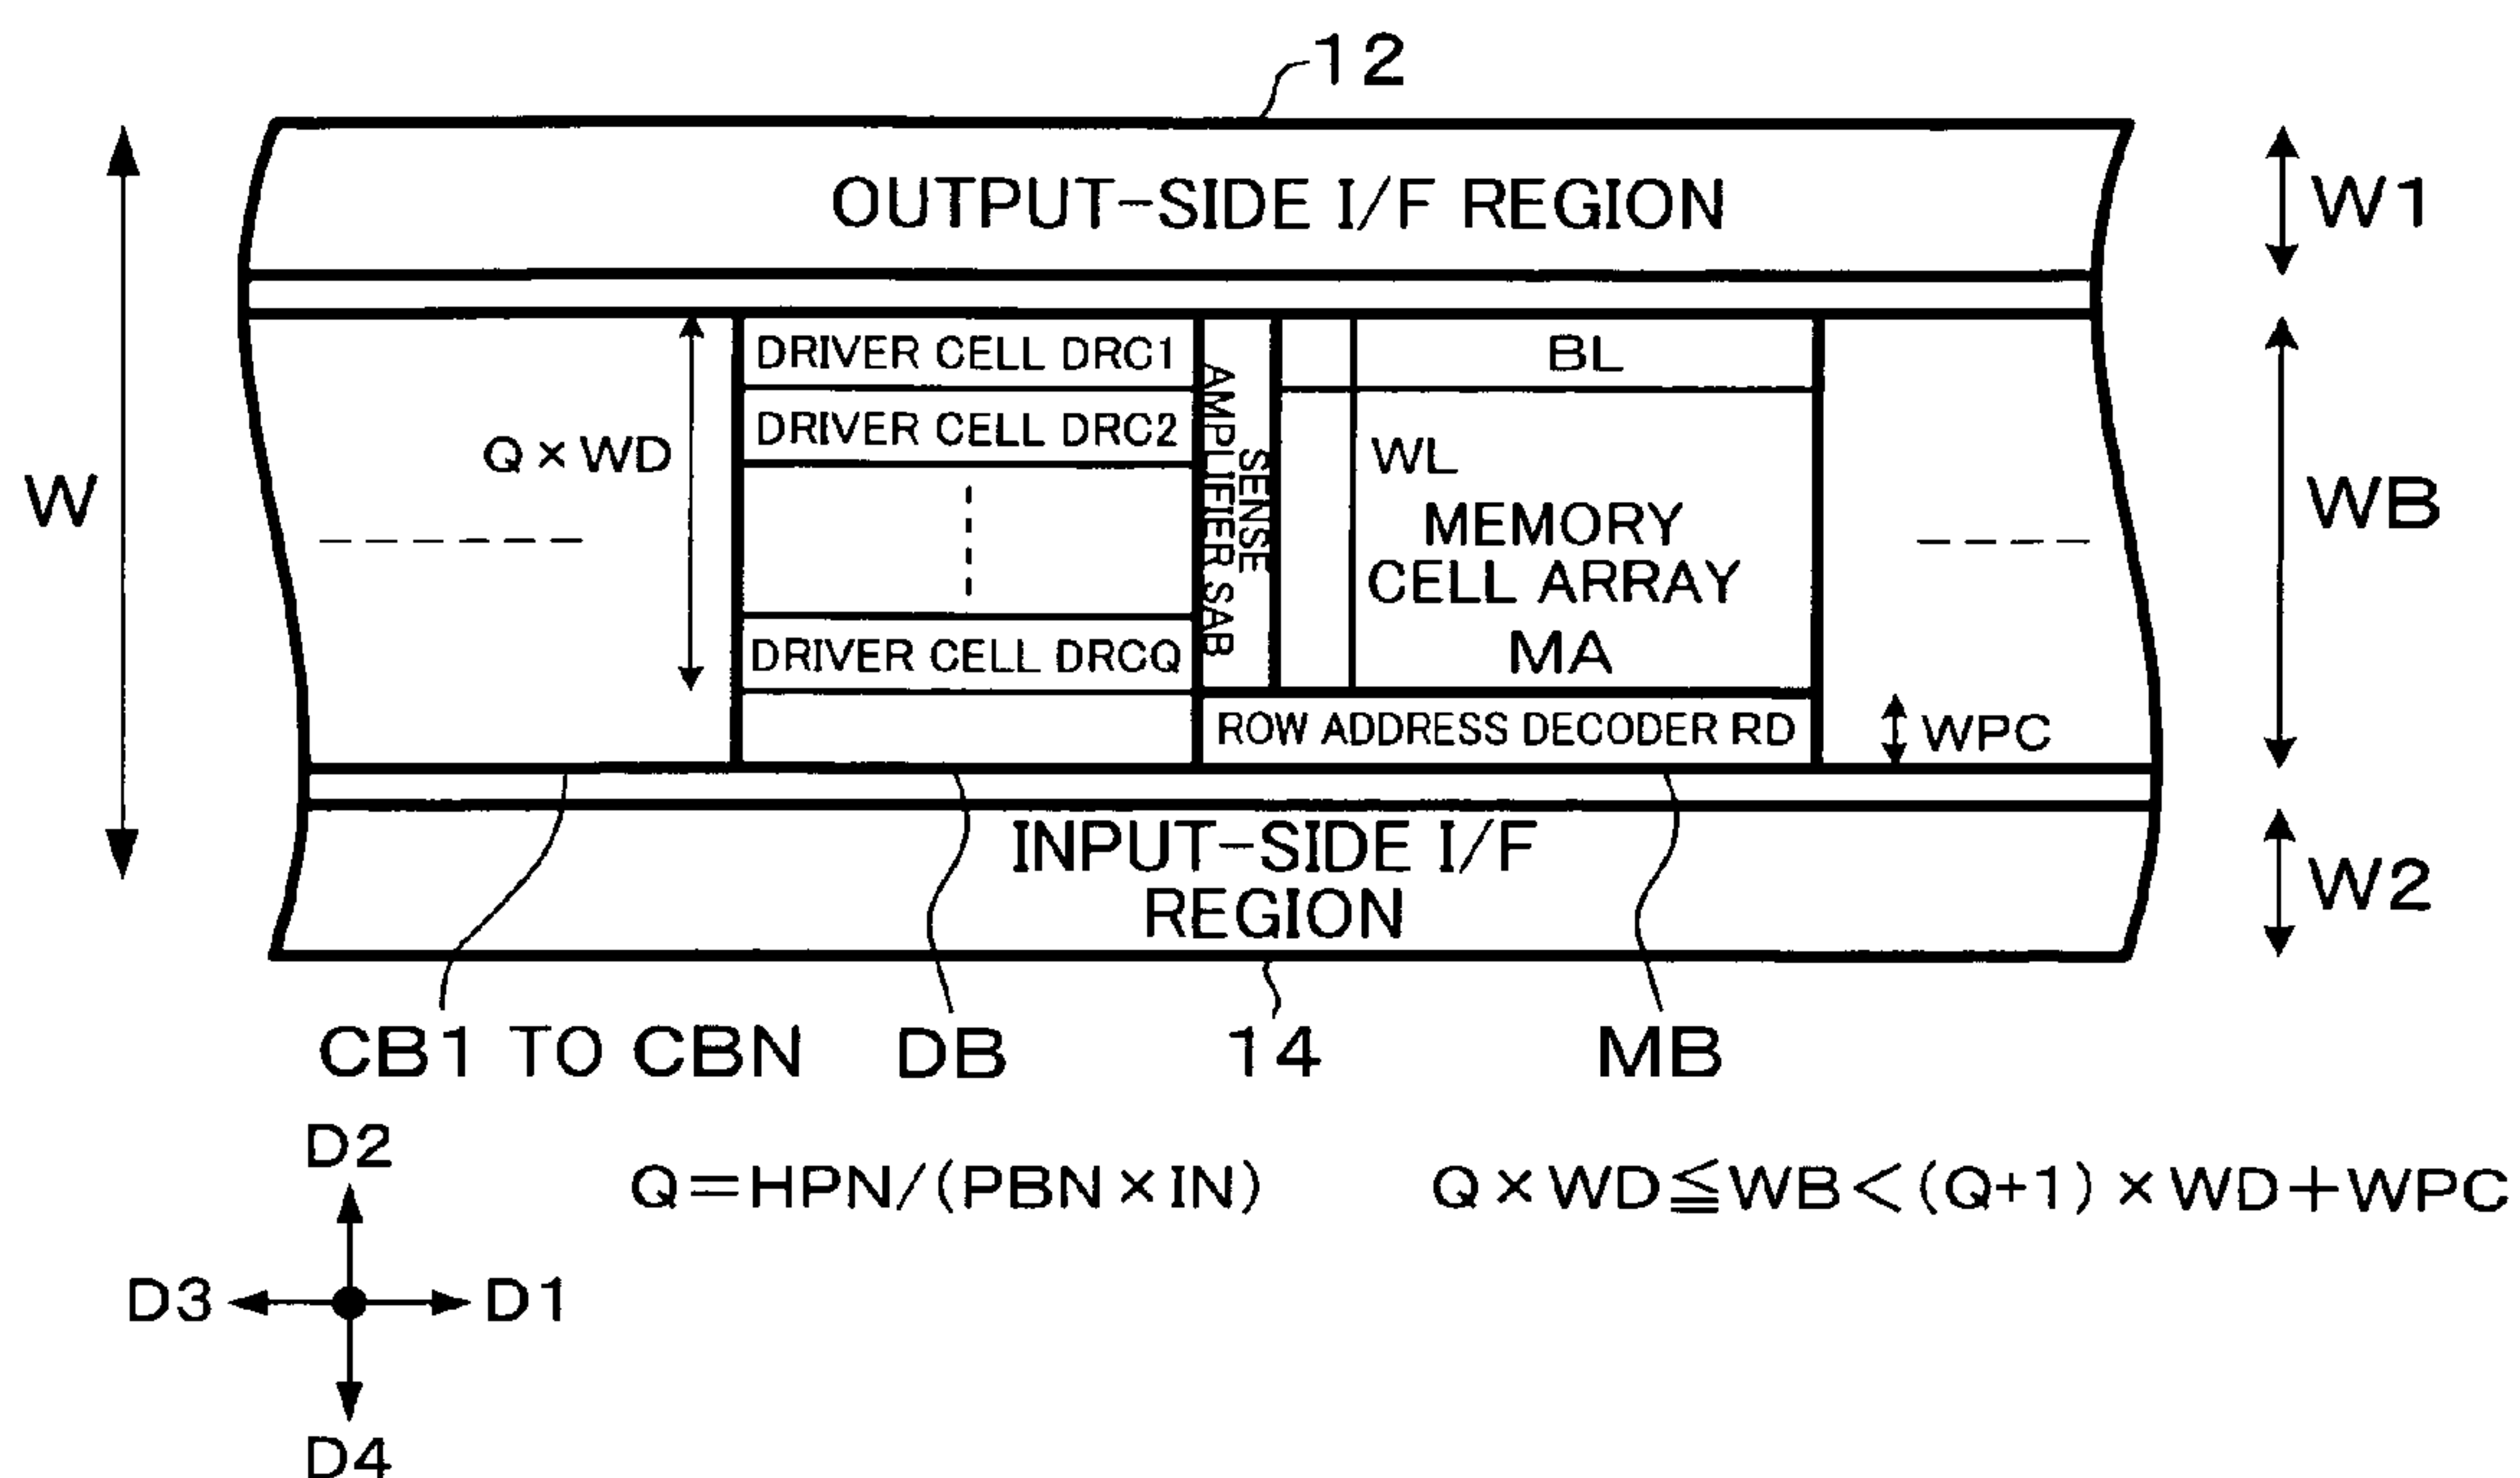 12
OUTPUT-SIDE I/F REGION
W1
DRIVER CELL DRC1
BL
DRIVER CELL DRC2
Q×WD
SENSE
AMPLIFIER SAB
WL
W
WB
MEMORY
CELL ARRAY
MA
DRIVER CELL DRCQ
ROW ADDRESS DECODER RD
WPC
INPUT-SIDE I/F
REGION
W2
CB1 TO CBN
DB
14
MB
D2
Q=HPN/(PBN×IN)
Q×WD≦WB<(Q+1)×WD+WPC
D3
D1
D4